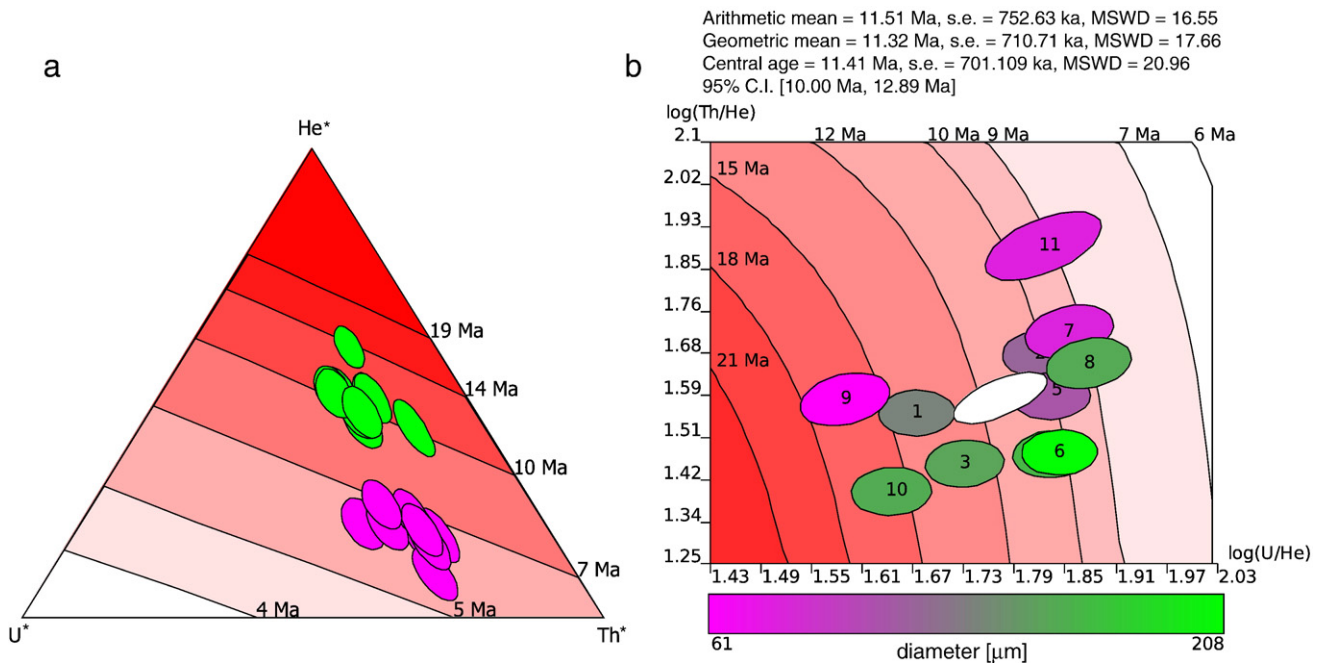 Arithmetic mean = 11.51 Ma, s.e. = 752.63 ka, MSWD = 16.55
Geometric mean = 11.32 Ma, s.e. = 710.71 ka, MSWD = 17.66
Central age = 11.41 Ma, s.e. = 701.109 ka, MSWD = 20.96
95% C.I. [10.00 Ma, 12.89 Ma]
a
He*
19 Ma
14 Ma
10 Ma
7 Ma
4 Ma
5 Ma
U*
Th*
b
log(Th/He)
2.1
2.02
1.93
1.85
1.76
1.68
1.59
1.51
1.42
1.34
1.25
12 Ma
10 Ma
9 Ma
7 Ma
6 Ma
15 Ma
18 Ma
21 Ma
11
7
8
5
9
1
3
6
10
log(U/He)
1.43
1.49
1.55
1.61
1.67
1.73
1.79
1.85
1.91
1.97
2.03
61
208
diameter [μm]